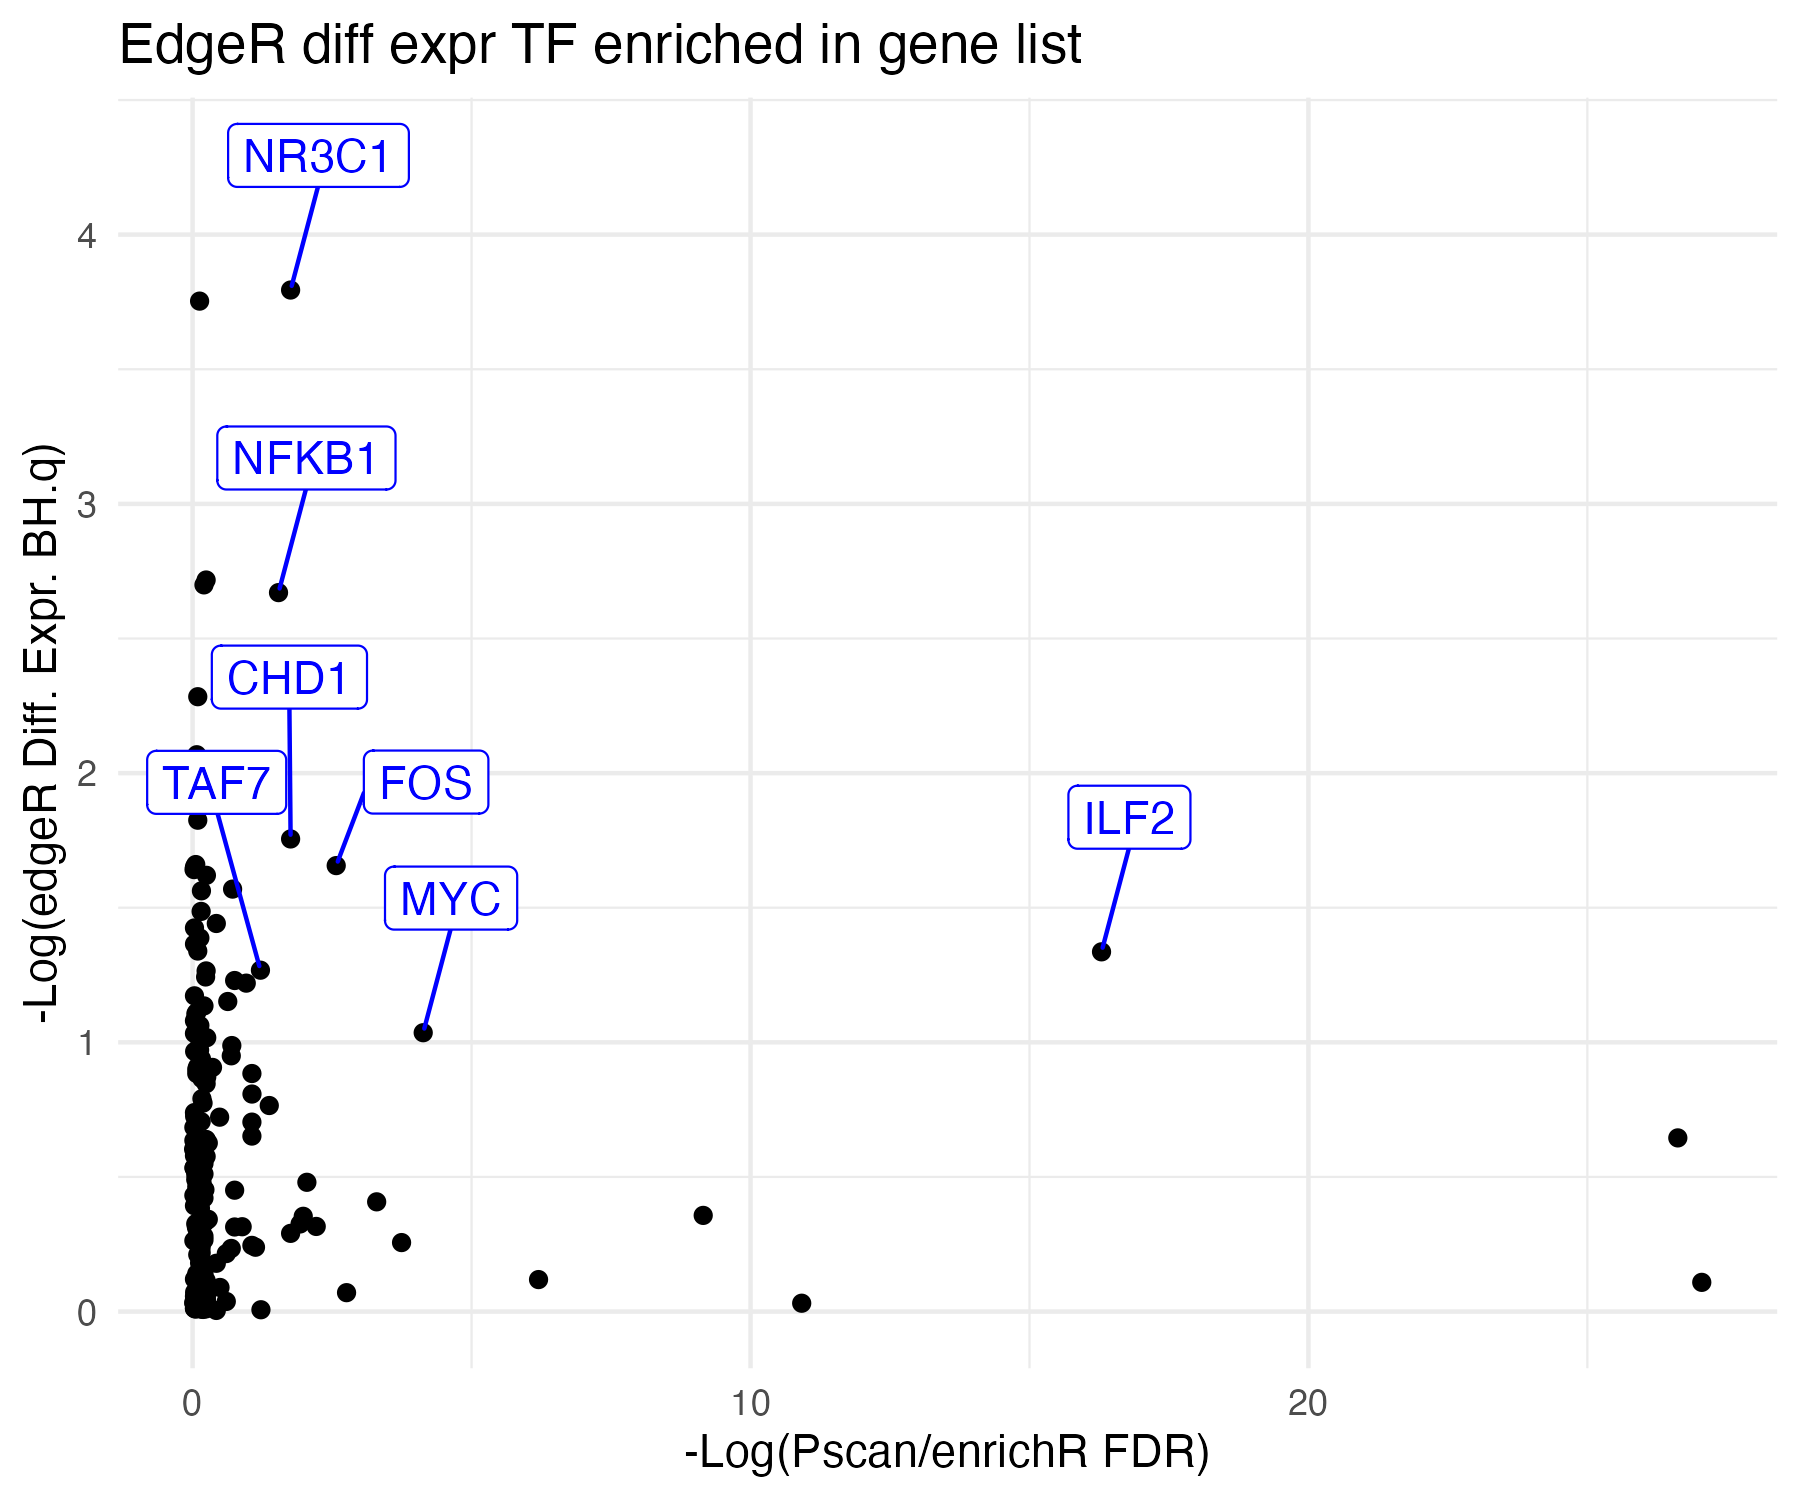 EdgeR diff expr TF enriched in gene list
NR3C1
4
NFKB1
3
CHD1
TAF7
FOS
2
ILF2
MYC
1
0
-Log(edgeR Diff. Expr. BH.q)
0 10 20
-Log(Pscan/enrichR FDR)